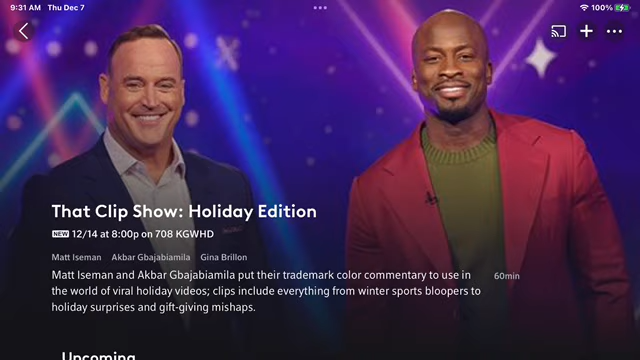 9:31 AM Thu Dec 7
100%
That Clip Show: Holiday Edition
NEW 12/14 at 8:00p on 708 KGWHD
Matt Iseman Akbar Gbajabiamila Gina Brillon
Matt Iseman and Akbar Gbajabiamila put their trademark color commentary to use in 60min
the world of viral holiday videos; clips include everything from winter sports bloopers to
holiday surprises and gift-giving mishaps.
Upcoming